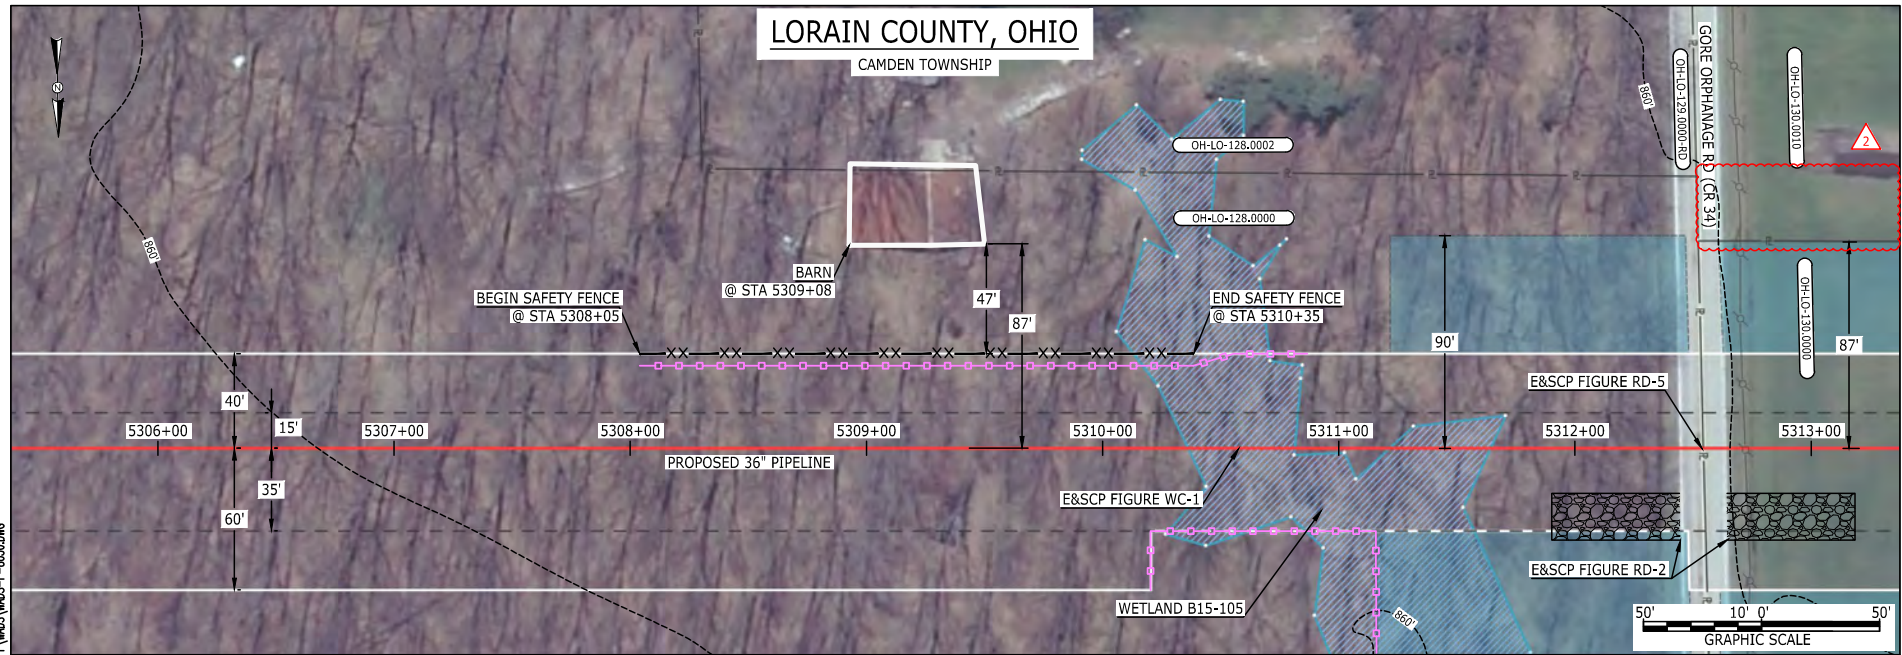 LORAIN COUNTY, OHIO
CAMDEN TOWNSHIP
N
860'
BARN
@ STA 5309+08
BEGIN SAFETY FENCE
@ STA 5308+05
47'
87'
END SAFETY FENCE
@ STA 5310+35
OH-LO-128.0002
OH-LO-128.0000
90'
860'
OH-LO-129.0000-RD
GORE ORPHANAGE RD (CR 34)
OH-LO-130.0010
2
OH-LO-130.0000
87'
E&SCP FIGURE RD-5
40'
15'
5306+00
5307+00
5308+00
5309+00
5310+00
5311+00
5312+00
5313+00
PROPOSED 36" PIPELINE
35'
60'
E&SCP FIGURE WC-1
WETLAND B15-105
860'
E&SCP FIGURE RD-2
50'
10'
0'
50'
GRAPHIC SCALE